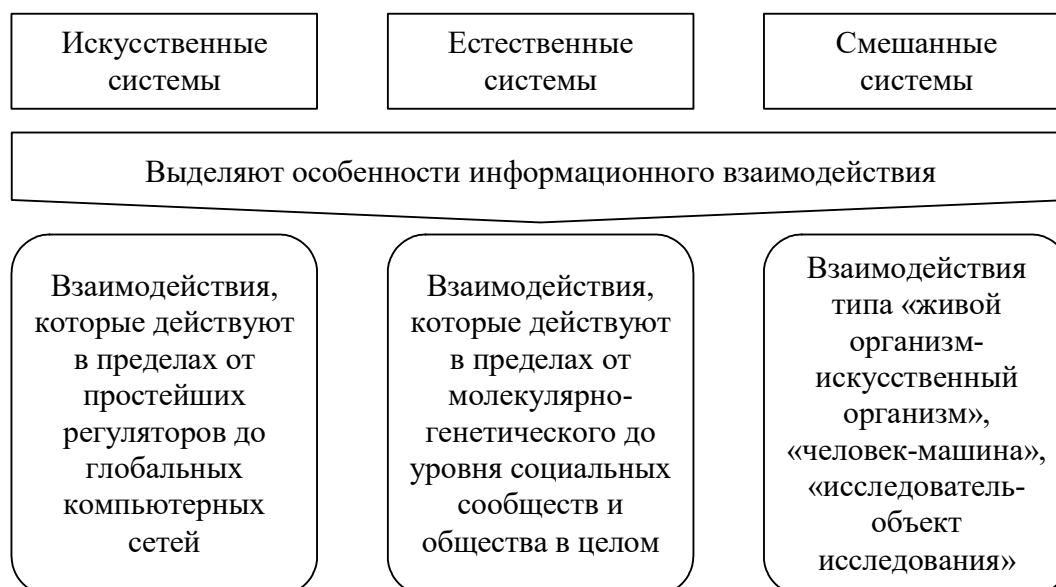 Искусственные
системы
Естественные
системы
Смешанные
системы
Выделяют особенности информационного взаимодействия
Взаимодействия,
которые действуют
в пределах от
простейших
регуляторов до
глобальных
компьютерных
сетей
Взаимодействия,
которые действуют
в пределах от
молекулярно-
генетического до
уровня социальных
сообществ и
общества в целом
Взаимодействия
типа «живой
организм-
искусственный
организм»,
«человек-машина»,
«исследователь-
объект
исследования»